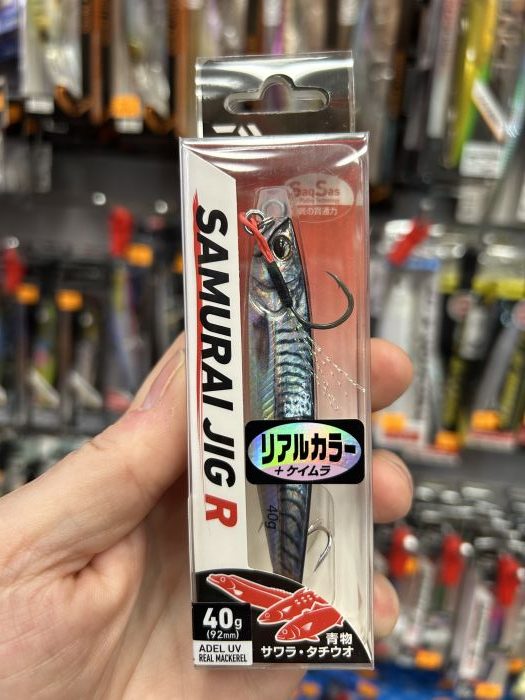 SaqSas
SAMURAI JIG R
リアルカラー
+ ケイムラ
40g
40g
(92mm)
ADEL UV
REAL MACKEREL
青物
サワラ・タチウオ